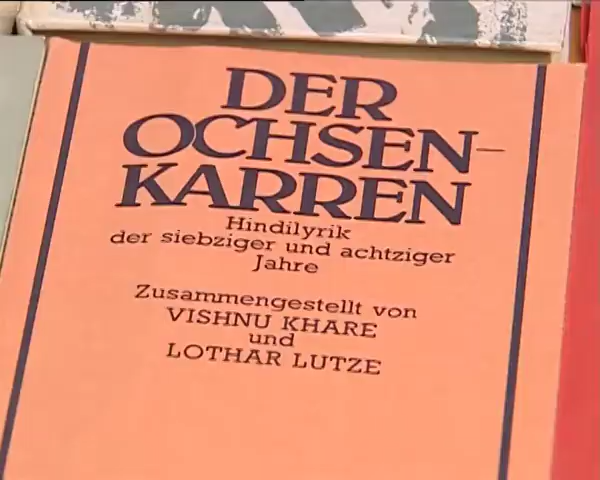 DER
OCHSEN-
KARREN
Hindilyrik
der siebziger und achtziger
Jahre
Zusammengestellt von
VISHNU KHARE
und
LOTHAR LUTZE